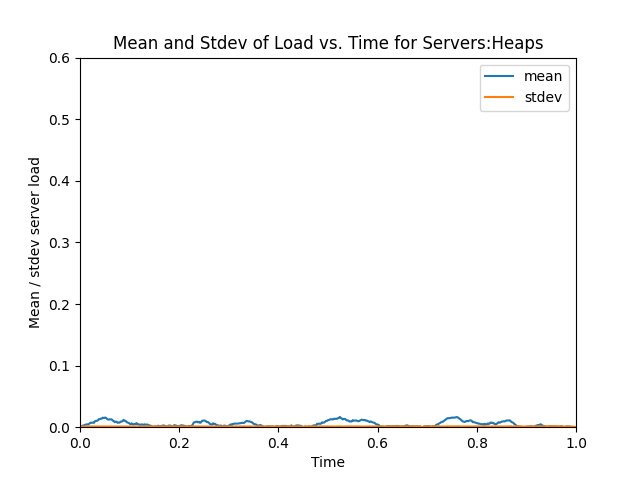 Mean and Stdev of Load vs. Time for Servers:Heaps
mean
stdev
Mean / stdev server load
0.6
0.5
0.4
0.3
0.2
0.1
0.0
0.0 0.2 0.4 0.6 0.8 1.0
Time